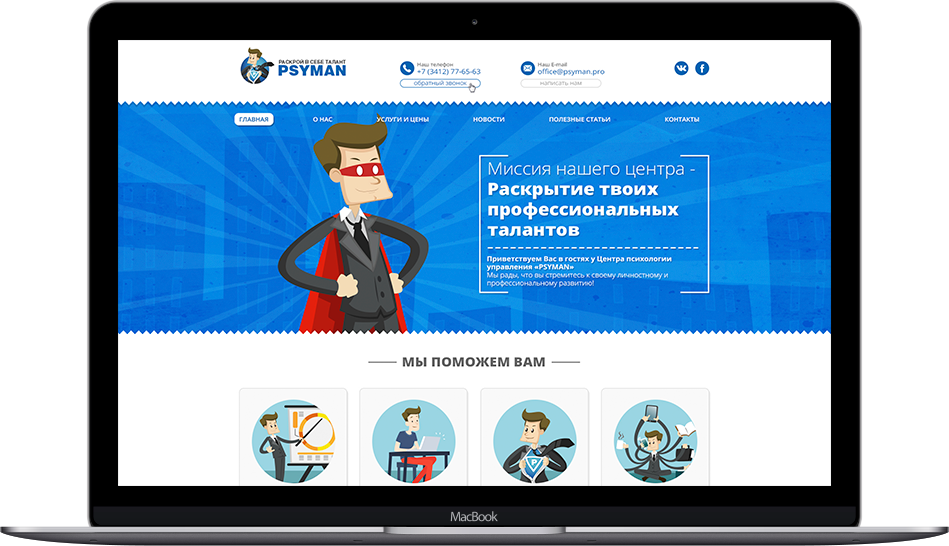 РАСКРОЙ В СЕБЕ ТАЛАНТ
PSYMAN
Наш телефон
+7 (3412) 77-65-63
обратный звонок
Наш E-mail
office@psyman.pro
написать нам
ГЛАВНАЯ
О НАС
УСЛУГИ И ЦЕНЫ
НОВОСТИ
ПОЛЕЗНЫЕ СТАТЬИ
КОНТАКТЫ
Миссия нашего центра -
Раскрытие твоих
профессиональных
талантов
Приветствуем Вас в гостях у Центра психологии
управления «PSYMAN»
Мы рады, что вы стремитесь к своему личностному и
профессиональному развитию!
МЫ ПОМОЖЕМ ВАМ
MacBook